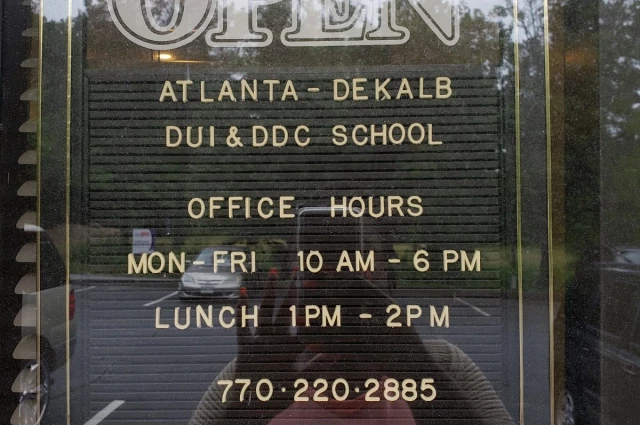 OPEN
ATLANTA - DEKALB
DUI & DDC SCHOOL
OFFICE HOURS
MON - FRI 10 AM - 6 PM
LUNCH 1PM - 2PM
770·220·2885